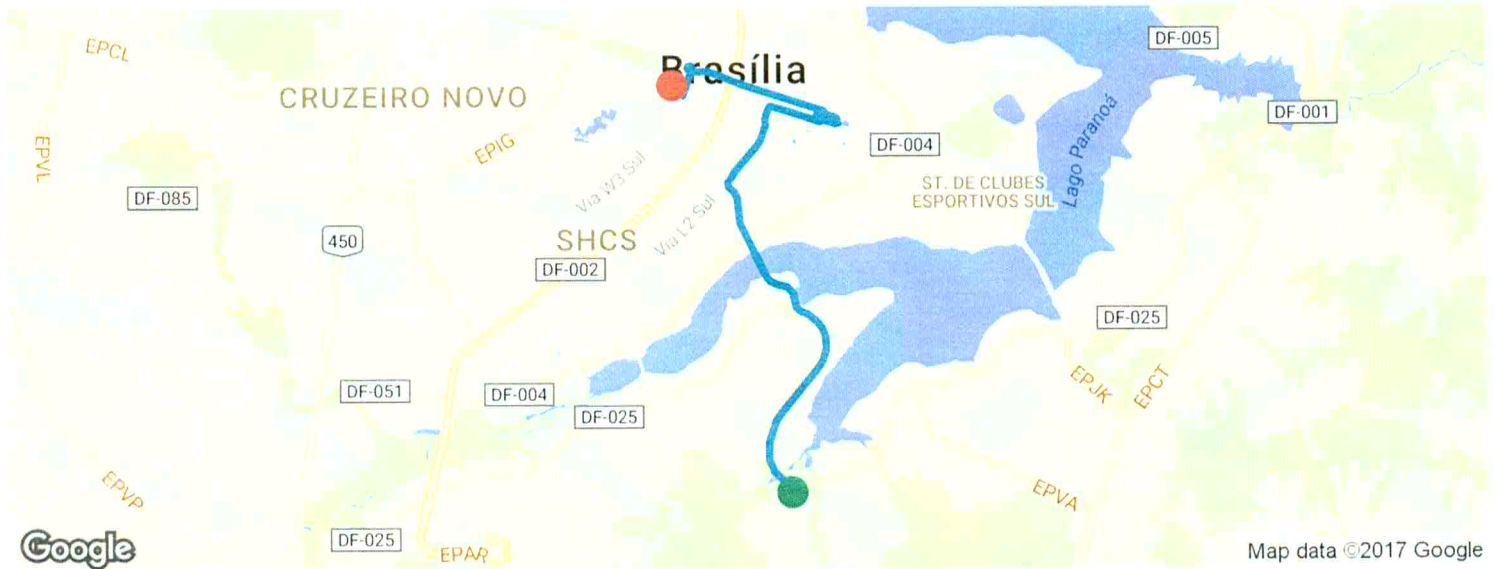 DF-005
EPCL
Brasília
CRUZEIRO NOVO
DF-001
EPVL
EPIG
DF-004
Lago Paranoá
DF-085
Via W3 Sul
ST. DE CLUBES
ESPORTIVOS SUL
450
SHCS
Via L2 Sul
DF-002
DF-025
DF-051
DF-004
DF-025
EPJK
EPCT
EPVP
EPVA
DF-025
EPAR
Google
Map data ©2017 Google